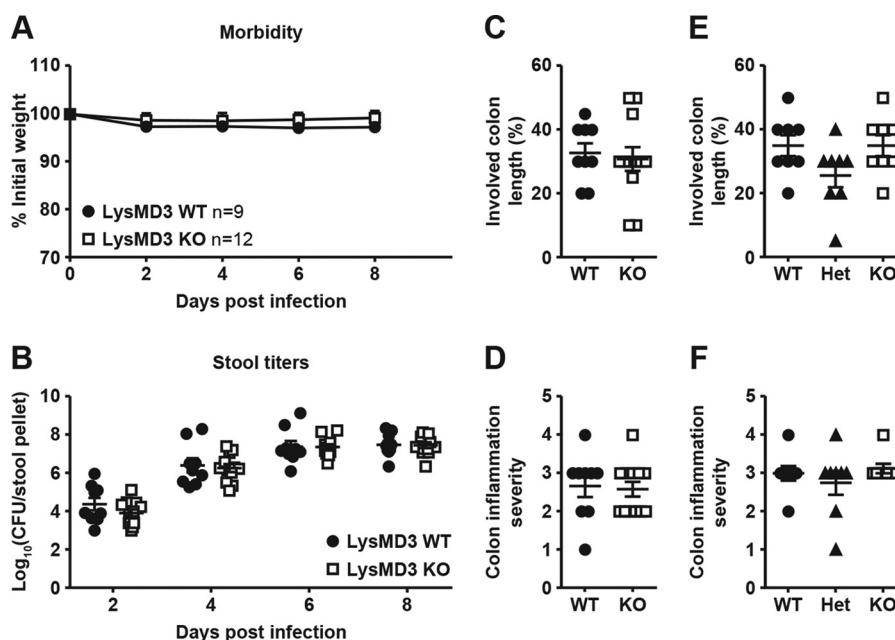 A
Morbidity
110
100
90
80
70
% Initial weight
LysMD3 WT n=9
LysMD3 KO n=12
0
2
4
6
8
Days post infection
B
Stool titers
10
8
6
4
2
0
Log10(CFU/stool pellet)
LysMD3 WT
LysMD3 KO
2
4
6
8
Days post infection
C
60
40
20
0
Involved colon
length (%)
WT
KO
D
5
4
3
2
1
0
Colon inflammation
severity
WT
KO
E
60
40
20
0
Involved colon
length (%)
WT
Het
KO
F
5
4
3
2
1
0
Colon inflammation
severity
WT
Het
KO